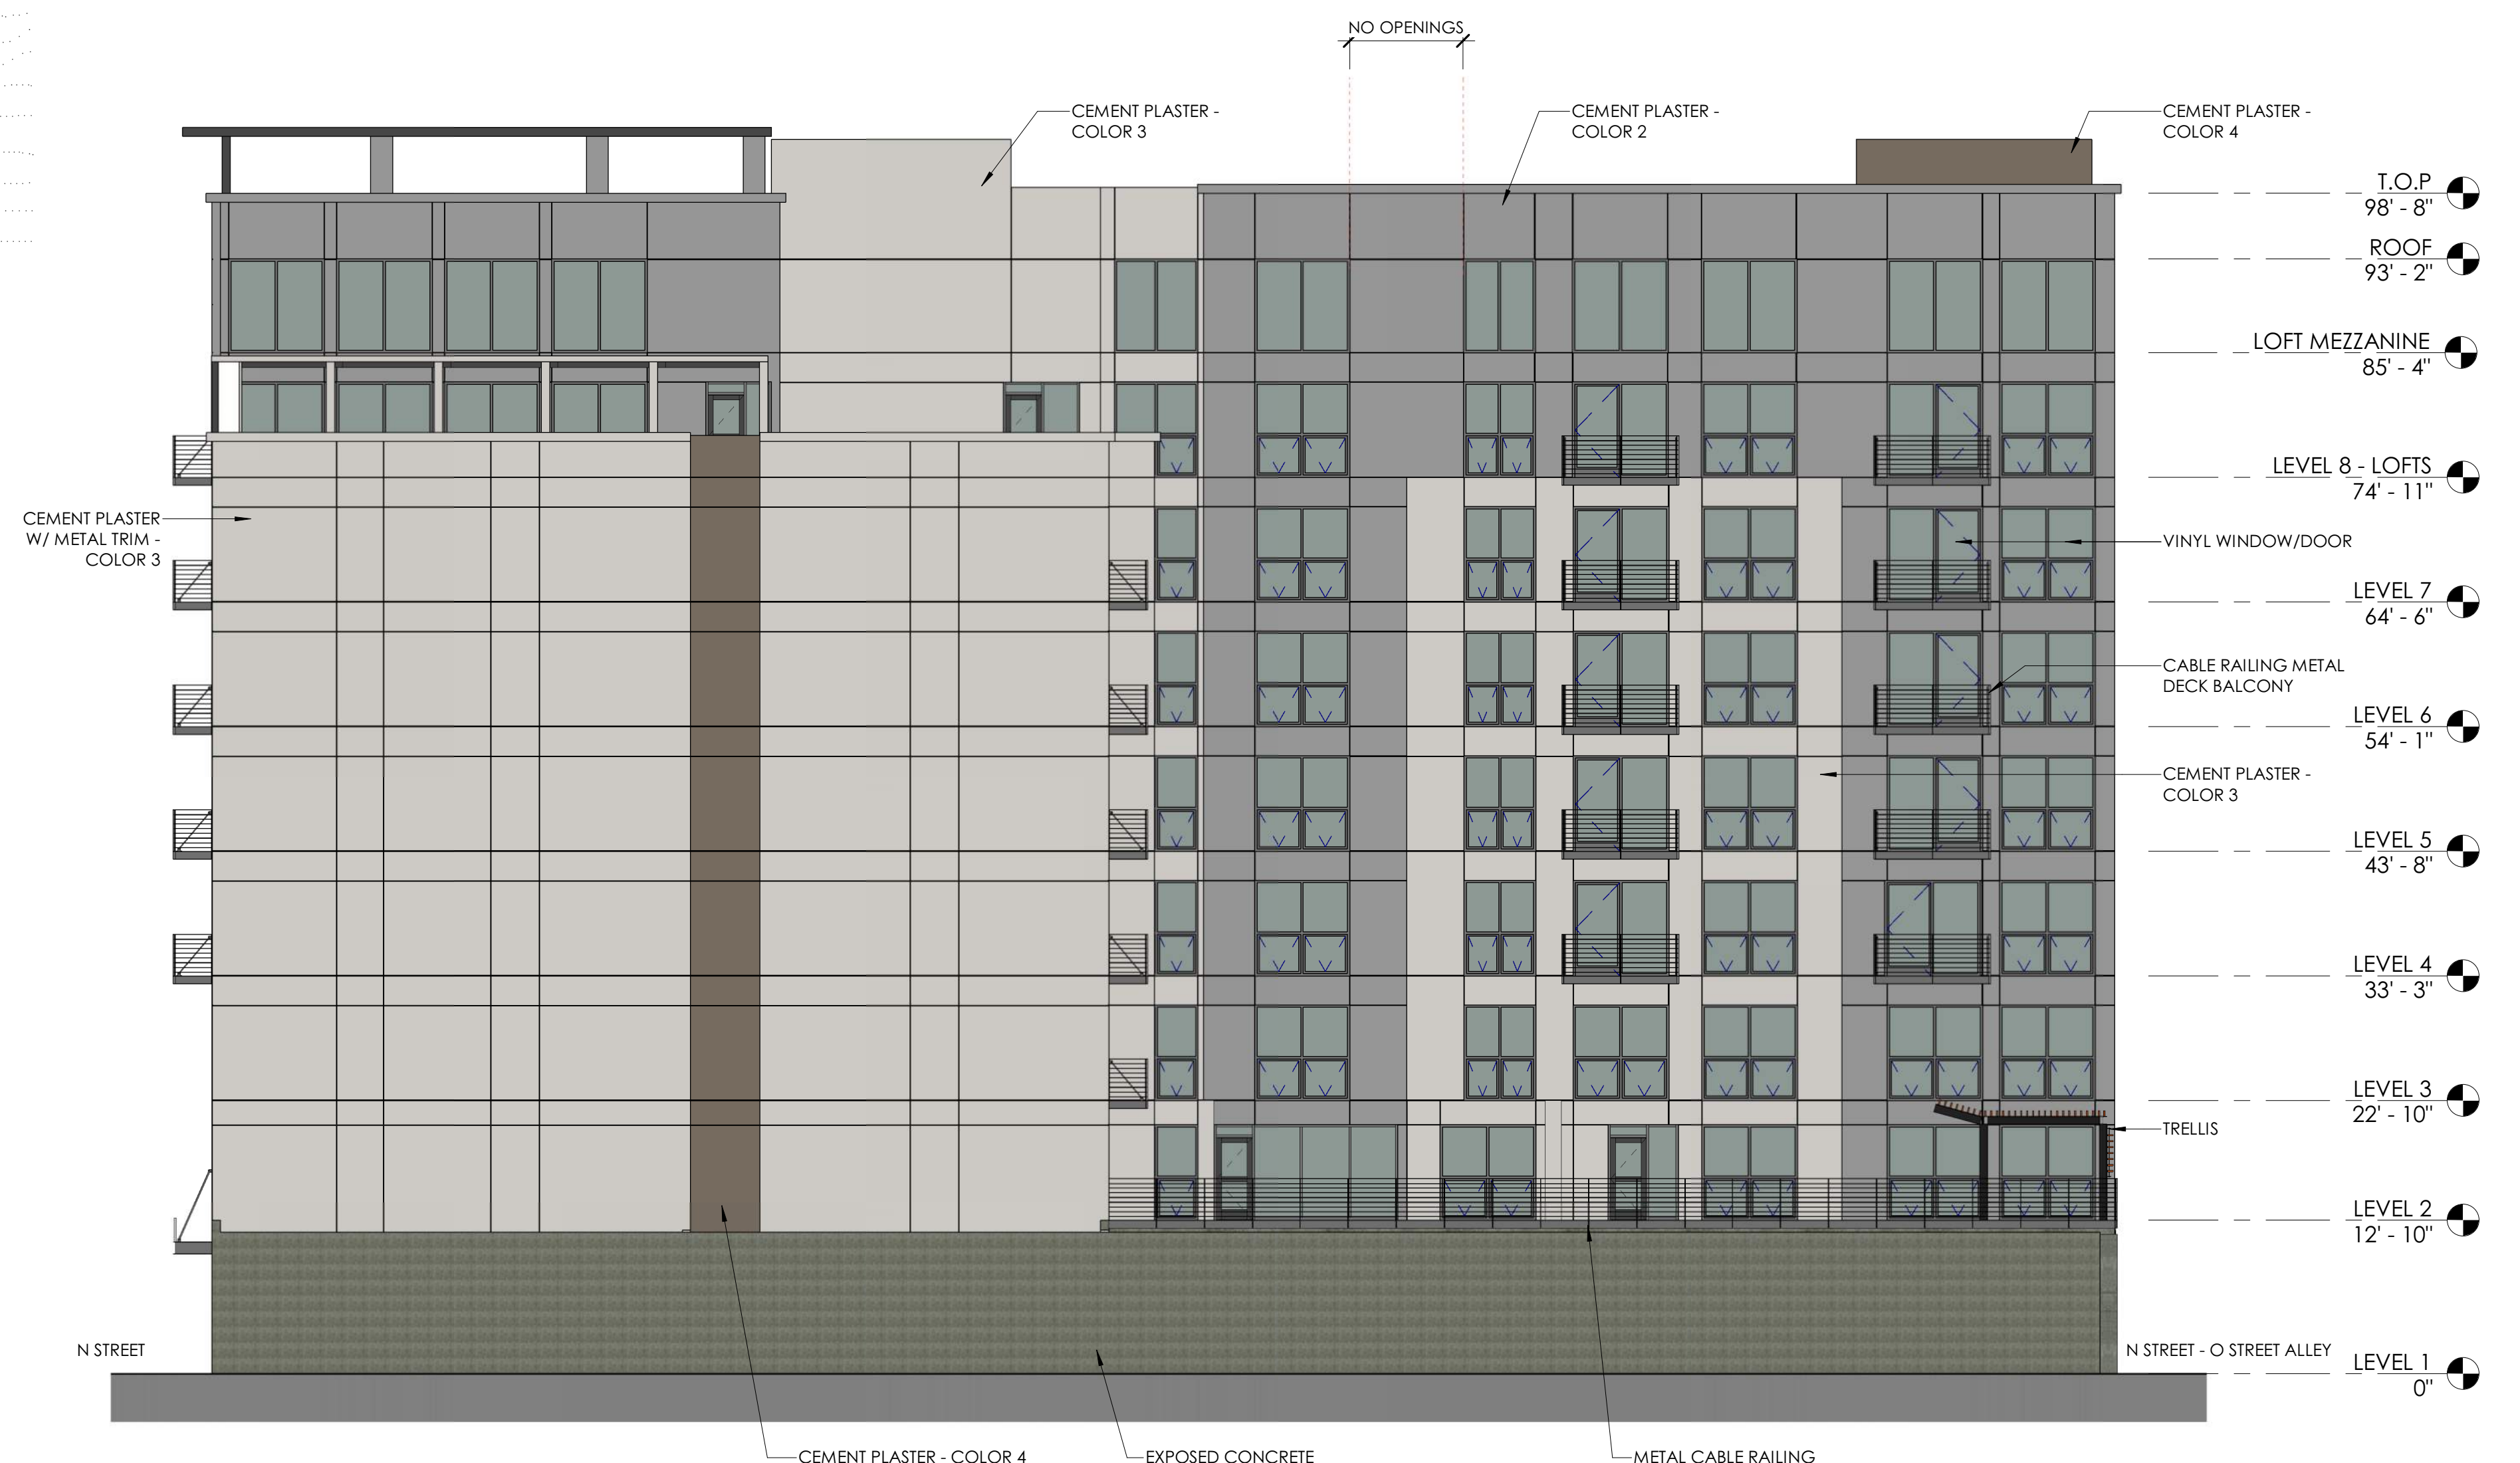 NO OPENINGS
CEMENT PLASTER -
COLOR 3
CEMENT PLASTER -
COLOR 2
CEMENT PLASTER -
COLOR 4
T.O.P
98' - 8"
ROOF
93' - 2"
LOFT MEZZANINE
85' - 4"
LEVEL 8 - LOFTS
74' - 11"
CEMENT PLASTER
W/ METAL TRIM -
COLOR 3
VINYL WINDOW/DOOR
LEVEL 7
64' - 6"
CABLE RAILING METAL
DECK BALCONY
LEVEL 6
54' - 1"
CEMENT PLASTER -
COLOR 3
LEVEL 5
43' - 8"
LEVEL 4
33' - 3"
LEVEL 3
22' - 10"
TRELLIS
LEVEL 2
12' - 10"
N STREET
N STREET - O STREET ALLEY
LEVEL 1
0"
CEMENT PLASTER - COLOR 4
EXPOSED CONCRETE
METAL CABLE RAILING